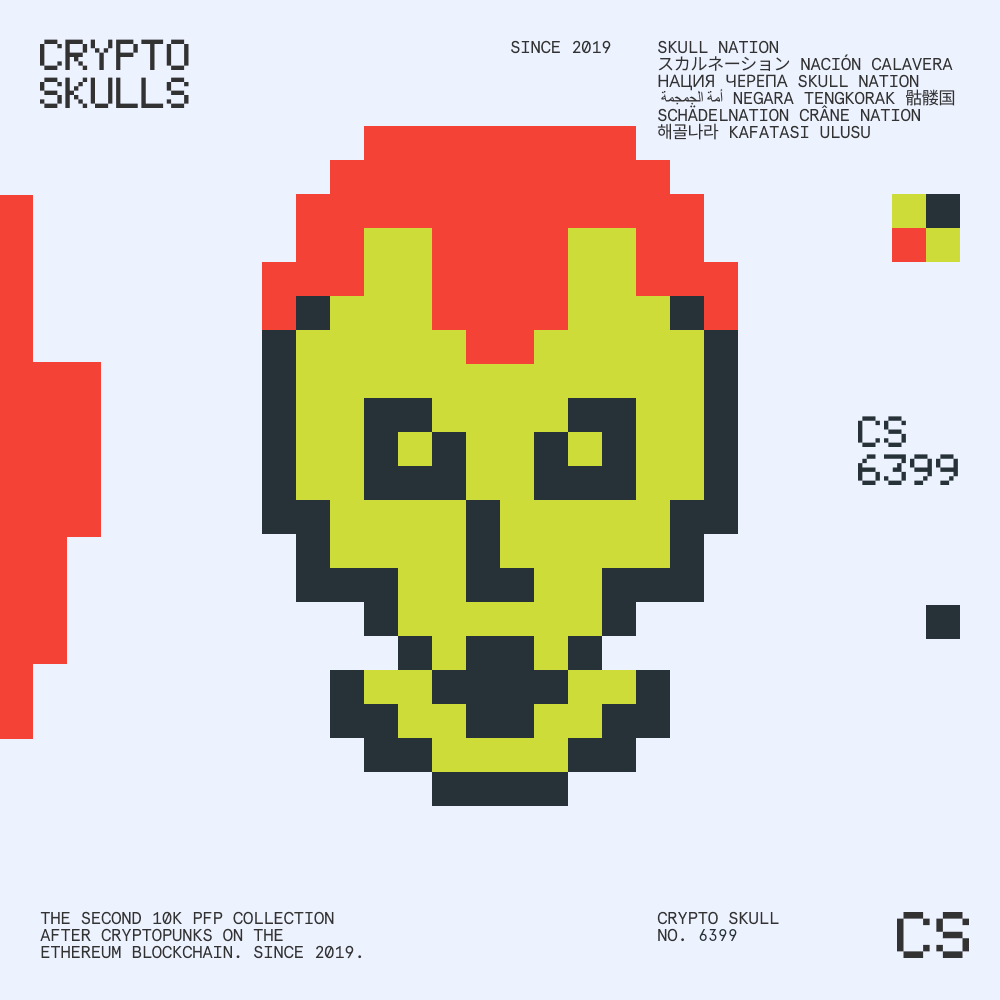 CRYPTO
SKULLS
SINCE 2019
SKULL NATION
スカルネーション NACIÓN CALAVERA
НАЦИЯ ЧЕРЕПА SKULL NATION
أمة الجمجمة NEGARA TENGKORAK 骷髅国
SCHÄDELNATION CRÂNE NATION
해골나라 KAFATASI ULUSU
CS
6399
THE SECOND 10K PFP COLLECTION
AFTER CRYPTOPUNKS ON THE
ETHEREUM BLOCKCHAIN. SINCE 2019.
CRYPTO SKULL
NO. 6399
CS